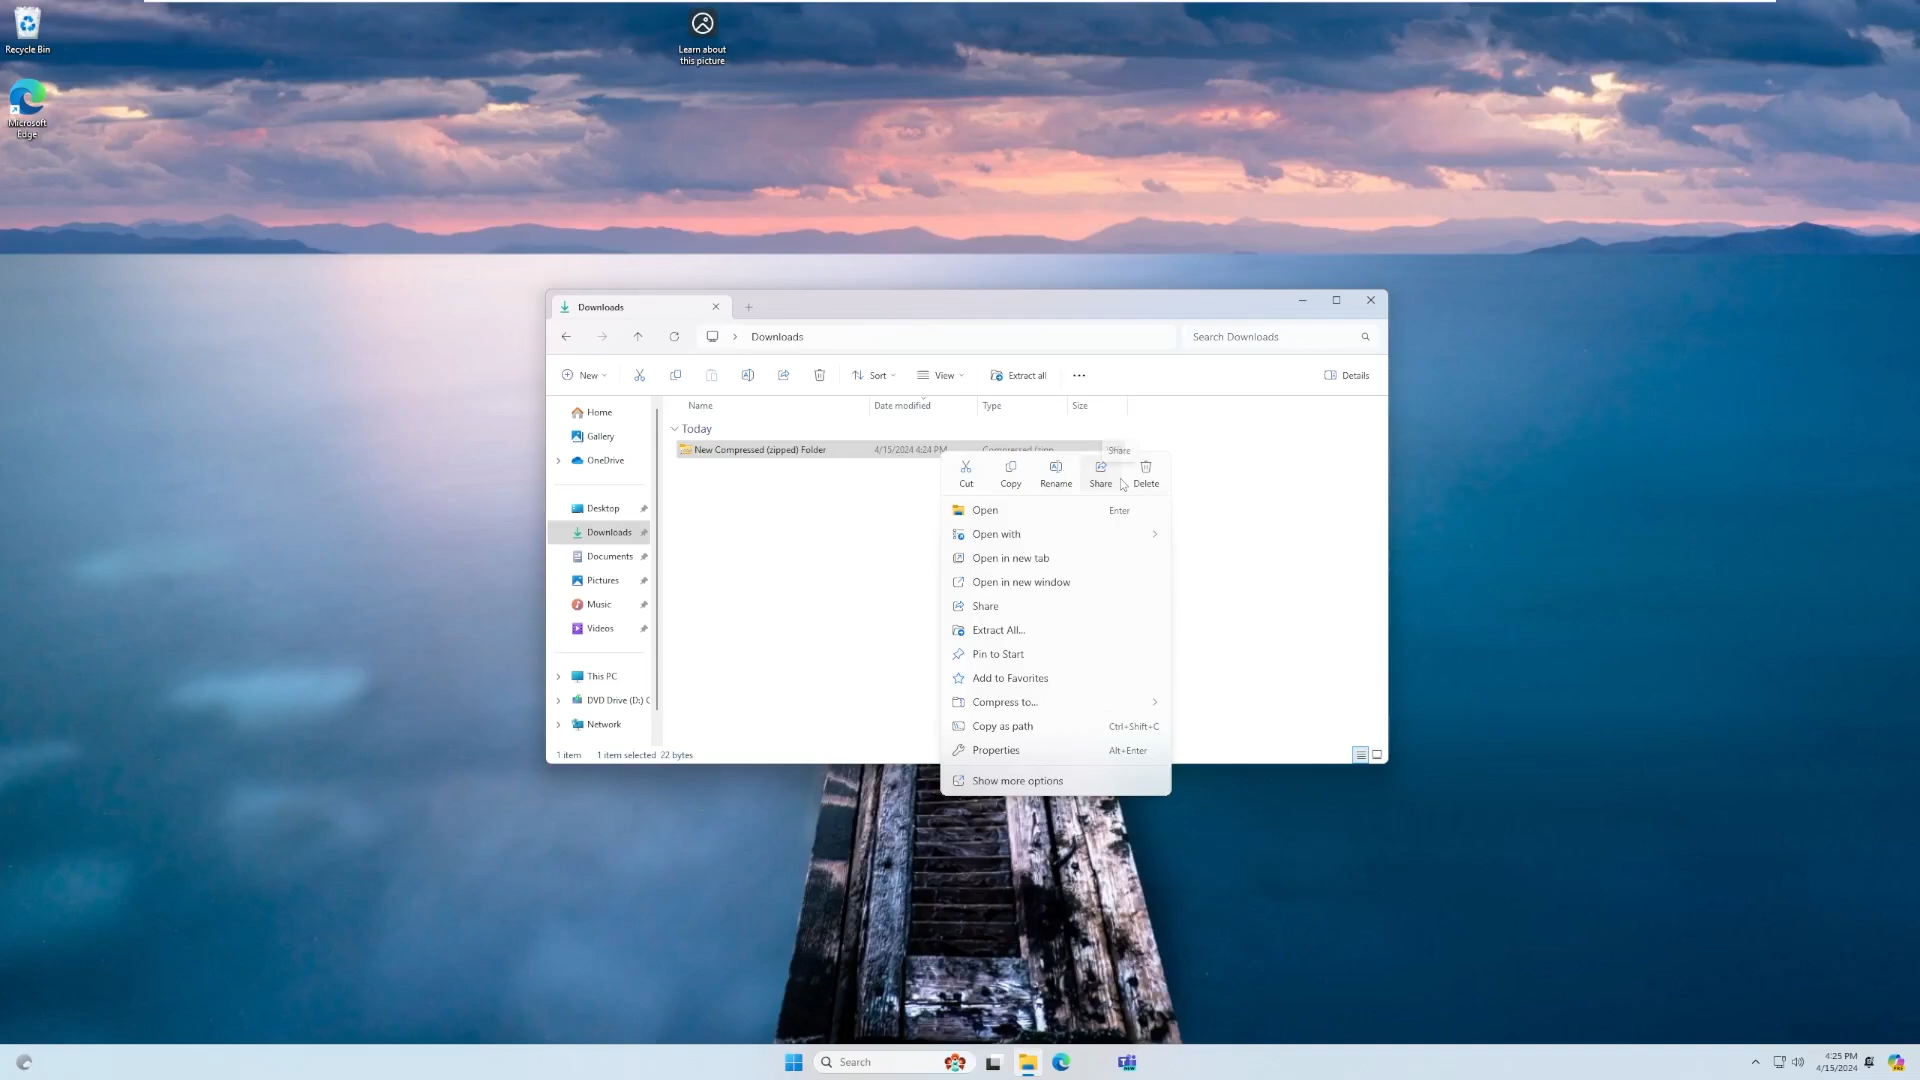 Recycle Bin
Learn about
this picture
Microsoft
Edge
Downloads
Downloads
Search Downloads
New
Sort
View
Extract all
Details
Name
Date modified
Type
Size
Home
Gallery
OneDrive
Desktop
Downloads
Documents
Pictures
Music
Videos
This PC
DVD Drive (D:) C
Network
Today
New Compressed (zipped) Folder 4/15/2024 4:24 PM Compressed (zipp...
Share
Cut Copy Rename Share Delete
Open Enter
Open with
Open in new tab
Open in new window
Share
Extract All...
Pin to Start
Add to Favorites
Compress to...
Copy as path Ctrl+Shift+C
Properties Alt+Enter
Show more options
1 item 1 item selected 22 bytes
Search
NEW
4:25 PM
4/15/2024
PRE